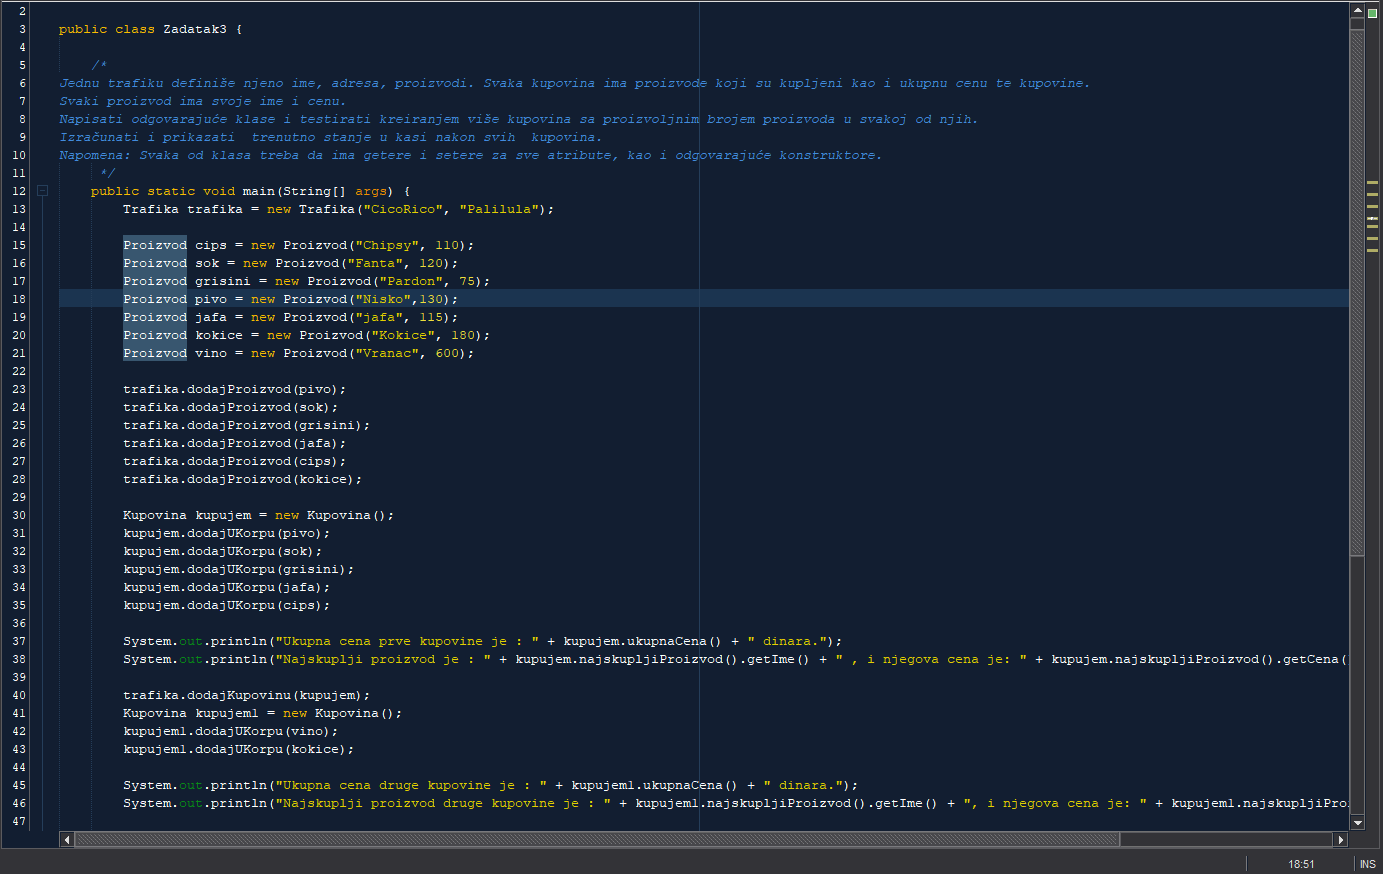 2
3 public class Zadatak3 {
4
5 /*
6 Jednu trafiku definiše njeno ime, adresa, proizvodi. Svaka kupovina ima proizvode koji su kupljeni kao i ukupnu cenu te kupovine.
7 Svaki proizvod ima svoje ime i cenu.
8 Napisati odgovarajuće klase i testirati kreiranjem više kupovina sa proizvoljnim brojem proizvoda u svakoj od njih.
9 Izračunati i prikazati  trenutno stanje u kasi nakon svih  kupovina.
10 Napomena: Svaka od klasa treba da ima getere i setere za sve atribute, kao i odgovarajuće konstruktore.
11 */
12 public static void main(String[] args) {
13 Trafika trafika = new Trafika("CicoRico", "Palilula");
14
15 Proizvod cips = new Proizvod("Chipsy", 110);
16 Proizvod sok = new Proizvod("Fanta", 120);
17 Proizvod grisini = new Proizvod("Pardon", 75);
18 Proizvod pivo = new Proizvod("Nisko",130);
19 Proizvod jafa = new Proizvod("jafa", 115);
20 Proizvod kokice = new Proizvod("Kokice", 180);
21 Proizvod vino = new Proizvod("Vranac", 600);
22
23 trafika.dodajProizvod(pivo);
24 trafika.dodajProizvod(sok);
25 trafika.dodajProizvod(grisini);
26 trafika.dodajProizvod(jafa);
27 trafika.dodajProizvod(cips);
28 trafika.dodajProizvod(kokice);
29
30 Kupovina kupujem = new Kupovina();
31 kupujem.dodajUKorpu(pivo);
32 kupujem.dodajUKorpu(sok);
33 kupujem.dodajUKorpu(grisini);
34 kupujem.dodajUKorpu(jafa);
35 kupujem.dodajUKorpu(cips);
36
37 System.out.println("Ukupna cena prve kupovine je : " + kupujem.ukupnaCena() + " dinara.");
38 System.out.println("Najskuplji proizvod je : " + kupujem.najskupljiProizvod().getIme() + " , i njegova cena je: " + kupujem.najskupljiProizvod().getCena(
39
40 trafika.dodajKupovinu(kupujem);
41 Kupovina kupujem1 = new Kupovina();
42 kupujem1.dodajUKorpu(vino);
43 kupujem1.dodajUKorpu(kokice);
44
45 System.out.println("Ukupna cena druge kupovine je : " + kupujem1.ukupnaCena() + " dinara.");
46 System.out.println("Najskuplji proizvod druge kupovine je : " + kupujem1.najskupljiProizvod().getIme() + ", i njegova cena je: " + kupujem1.najskupljiPro
47
18:51 INS